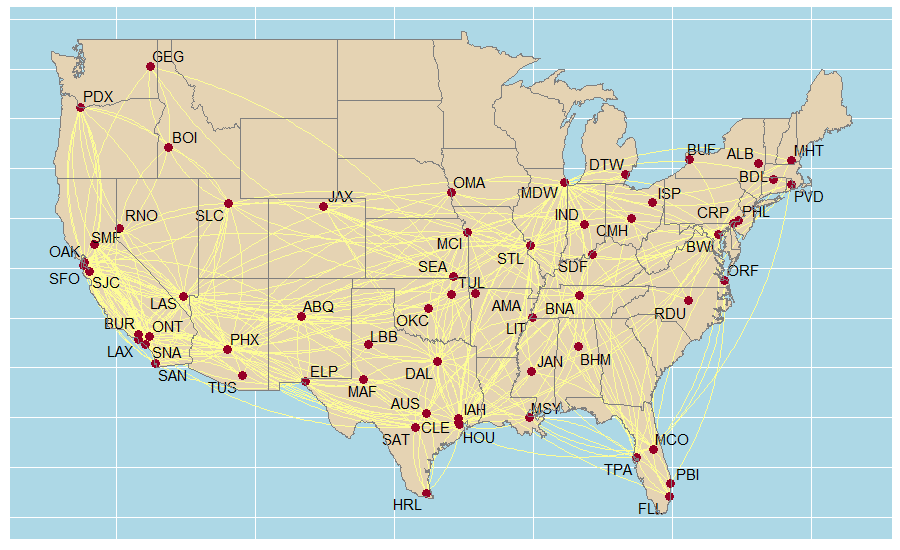 GEG
PDX
BOI
BUF
ALB
MHT
DTW
BDL
OMA
MDW
ISP
PVD
JAX
RNO
SLC
IND
CRP
PHL
CMH
SMF
MCI
OAK
STL
BWI
SFO
SJC
SEA
SDF
ORF
TUL
LAS
ABQ
AMA
BNA
RDU
OKC
BUR
ONT
LIT
LBB
PHX
LAX
SNA
JAN
BHM
SAN
ELP
DAL
TUS
MAF
AUS
IAH
MSY
CLE
SAT
HOU
MCO
TPA
PBI
HRL
FLL